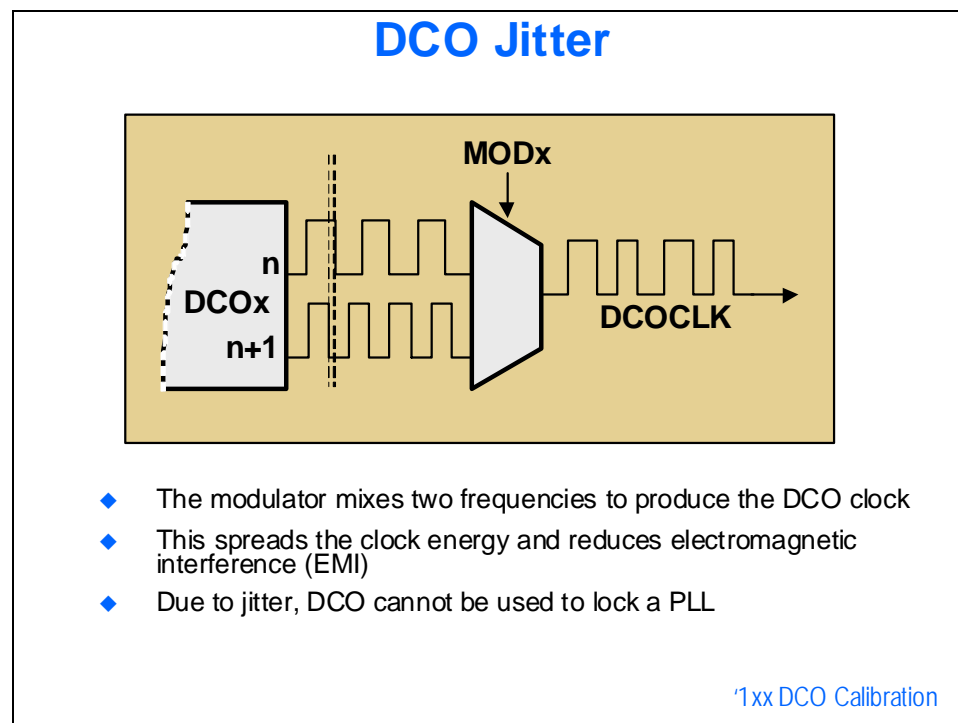 DCO Jitter
MODx
n
DCOx
n+1
DCOCLK
The modulator mixes two frequencies to produce the DCO clock
This spreads the clock energy and reduces electromagnetic
interference (EMI)
Due to jitter, DCO cannot be used to lock a PLL
‘1xx DCO Calibration